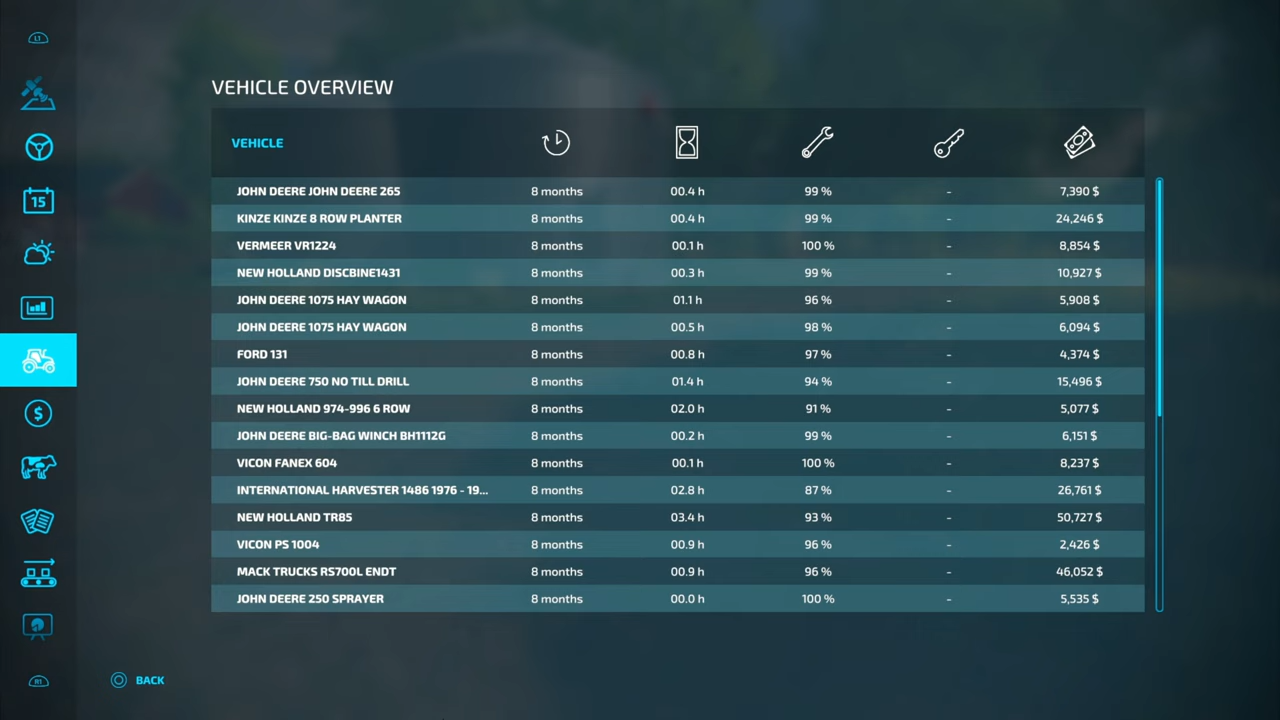 L1
VEHICLE OVERVIEW
VEHICLE
15
JOHN DEERE JOHN DEERE 265 8 months 00.4 h 99 % - 7,390 $
KINZE KINZE 8 ROW PLANTER 8 months 00.4 h 99 % - 24,246 $
VERMEER VR1224 8 months 00.1 h 100 % - 8,854 $
NEW HOLLAND DISCBINE1431 8 months 00.3 h 99 % - 10,927 $
JOHN DEERE 1075 HAY WAGON 8 months 01.1 h 96 % - 5,908 $
JOHN DEERE 1075 HAY WAGON 8 months 00.5 h 98 % - 6,094 $
FORD 131 8 months 00.8 h 97 % - 4,374 $
JOHN DEERE 750 NO TILL DRILL 8 months 01.4 h 94 % - 15,496 $
NEW HOLLAND 974-996 6 ROW 8 months 02.0 h 91 % - 5,077 $
JOHN DEERE BIG-BAG WINCH BH1112G 8 months 00.2 h 99 % - 6,151 $
VICON FANEX 604 8 months 00.1 h 100 % - 8,237 $
INTERNATIONAL HARVESTER 1486 1976 - 19... 8 months 02.8 h 87 % - 26,761 $
NEW HOLLAND TR85 8 months 03.4 h 93 % - 50,727 $
VICON PS 1004 8 months 00.9 h 96 % - 2,426 $
MACK TRUCKS RS700L ENDT 8 months 00.9 h 96 % - 46,052 $
JOHN DEERE 250 SPRAYER 8 months 00.0 h 100 % - 5,535 $
R1
BACK